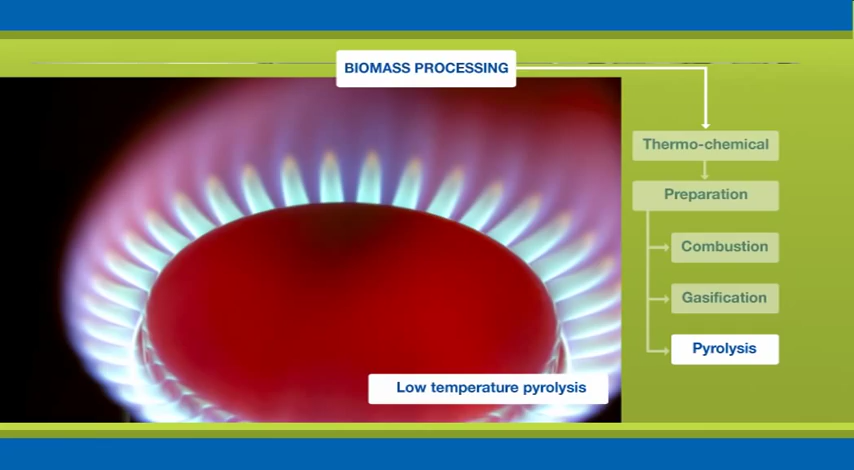 BIOMASS PROCESSING
Thermo-chemical
Preparation
Combustion
Gasification
Pyrolysis
Low temperature pyrolysis